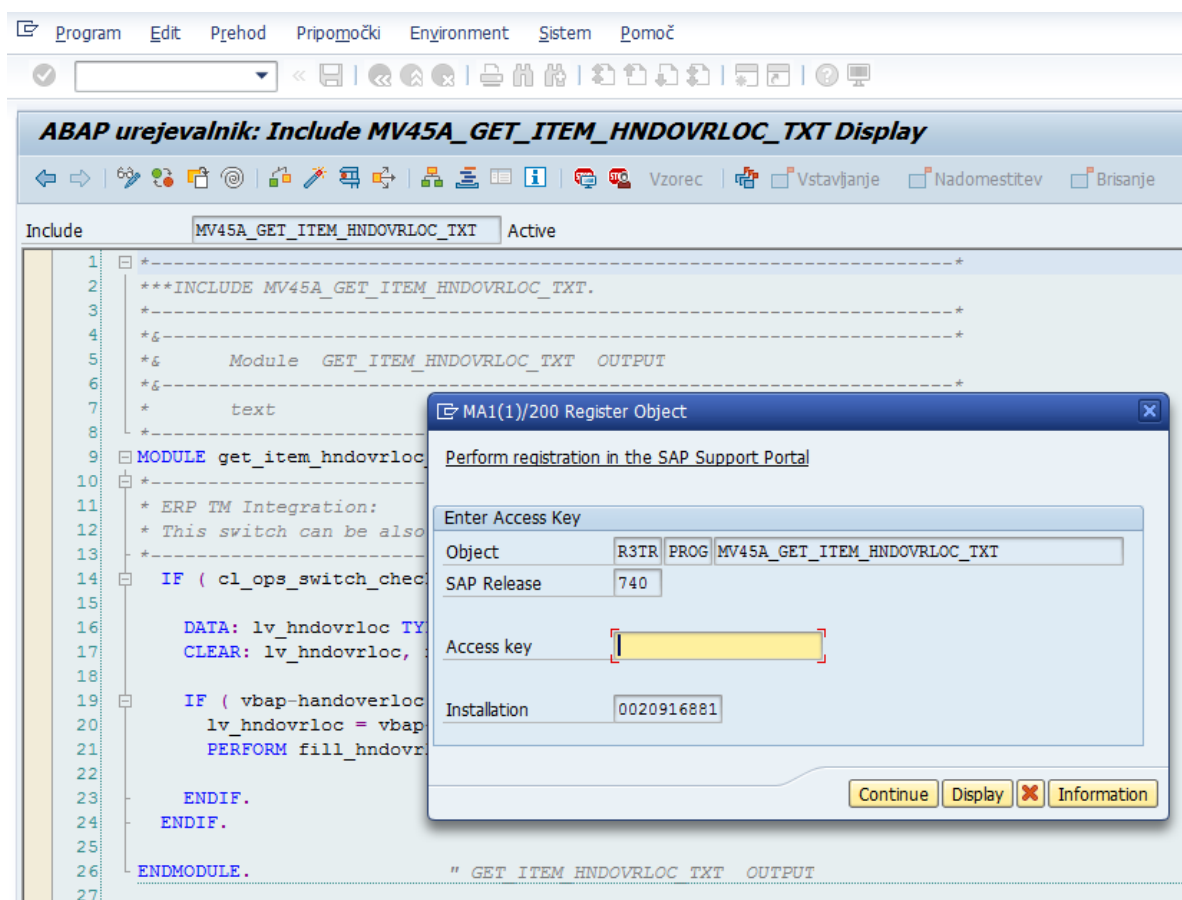 Program Edit Prehod Pripomočki Environment Sistem Pomoč
ABAP urejevalnik: Include MV45A_GET_ITEM_HNDOVRLOC_TXT Display
Vzorec Vstavljanje Nadomestitev Brisanje
Include MV45A_GET_ITEM_HNDOVRLOC_TXT Active
1 *----------------------------------------------------------------------*
2 ***INCLUDE MV45A_GET_ITEM_HNDOVRLOC_TXT.
3 *----------------------------------------------------------------------*
4 *&---------------------------------------------------------------------*
5 *& Module GET_ITEM_HNDOVRLOC_TXT OUTPUT
6 *&---------------------------------------------------------------------*
7 * text
8 *-------------------------
9 MODULE get_item_hndovrloc_
10 *-------------------------
11 * ERP TM Integration:
12 * This switch can be also
13 *-------------------------
14 IF ( cl_ops_switch_chec
15
16 DATA: lv_hndovrloc TY
17 CLEAR: lv_hndovrloc,
18
19 IF ( vbap-handoverloc
20 lv_hndovrloc = vbap
21 PERFORM fill_hndovr
22
23 ENDIF.
24 ENDIF.
25
26 ENDMODULE. " GET_ITEM_HNDOVRLOC_TXT OUTPUT
27
MA1(1)/200 Register Object
Perform registration in the SAP Support Portal
Enter Access Key
Object R3TR PROG MV45A_GET_ITEM_HNDOVRLOC_TXT
SAP Release 740
Access key
Installation 0020916881
Continue Display Information